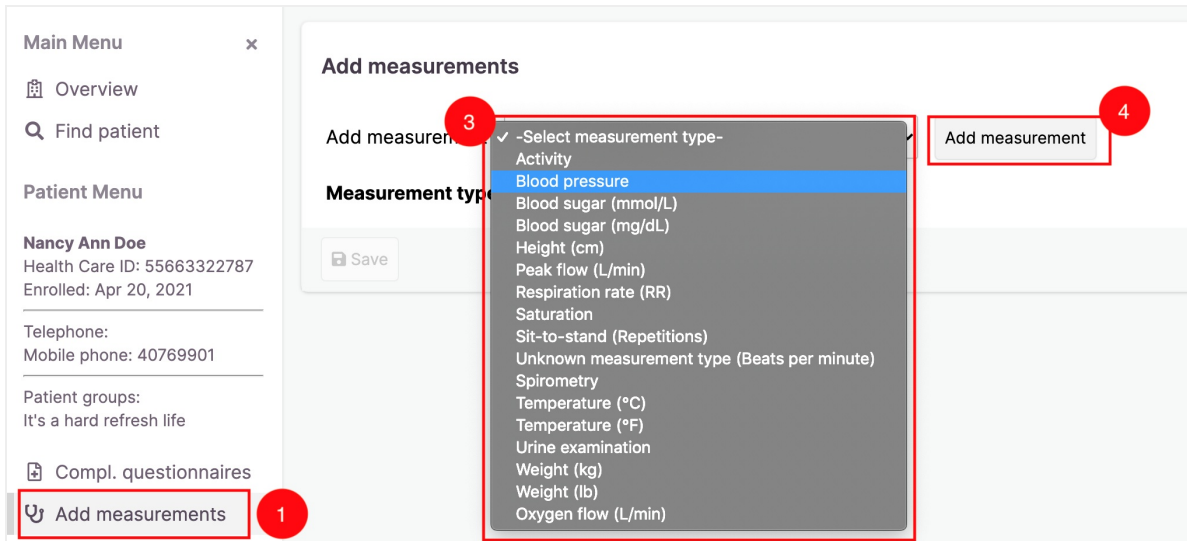 Main Menu ×
Overview
Find patient
Patient Menu
Nancy Ann Doe
Health Care ID: 55663322787
Enrolled: Apr 20, 2021
Telephone:
Mobile phone: 40769901
Patient groups:
It's a hard refresh life
Compl. questionnaires
Add measurements
1
Add measurements
3
4
Add measurement
✓ -Select measurement type-
Add measurement
Activity
Blood pressure
Measurement type
Blood sugar (mmol/L)
Blood sugar (mg/dL)
Height (cm)
Save
Peak flow (L/min)
Respiration rate (RR)
Saturation
Sit-to-stand (Repetitions)
Unknown measurement type (Beats per minute)
Spirometry
Temperature (°C)
Temperature (°F)
Urine examination
Weight (kg)
Weight (lb)
Oxygen flow (L/min)